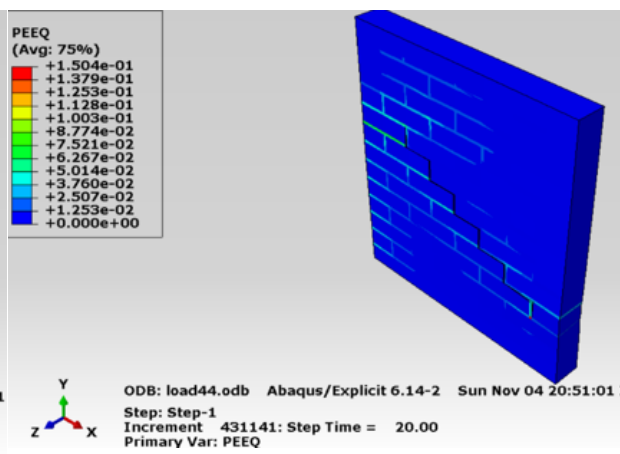 PEEQ
(Avg: 75%)
+1.504e-01
+1.379e-01
+1.253e-01
+1.128e-01
+1.003e-01
+8.774e-02
+7.521e-02
+6.267e-02
+5.014e-02
+3.760e-02
+2.507e-02
+1.253e-02
+0.000e+00
Y
Z X
1
ODB: load44.odb Abaqus/Explicit 6.14-2 Sun Nov 04 20:51:01
Step: Step-1
Increment 431141: Step Time = 20.00
Primary Var: PEEQ